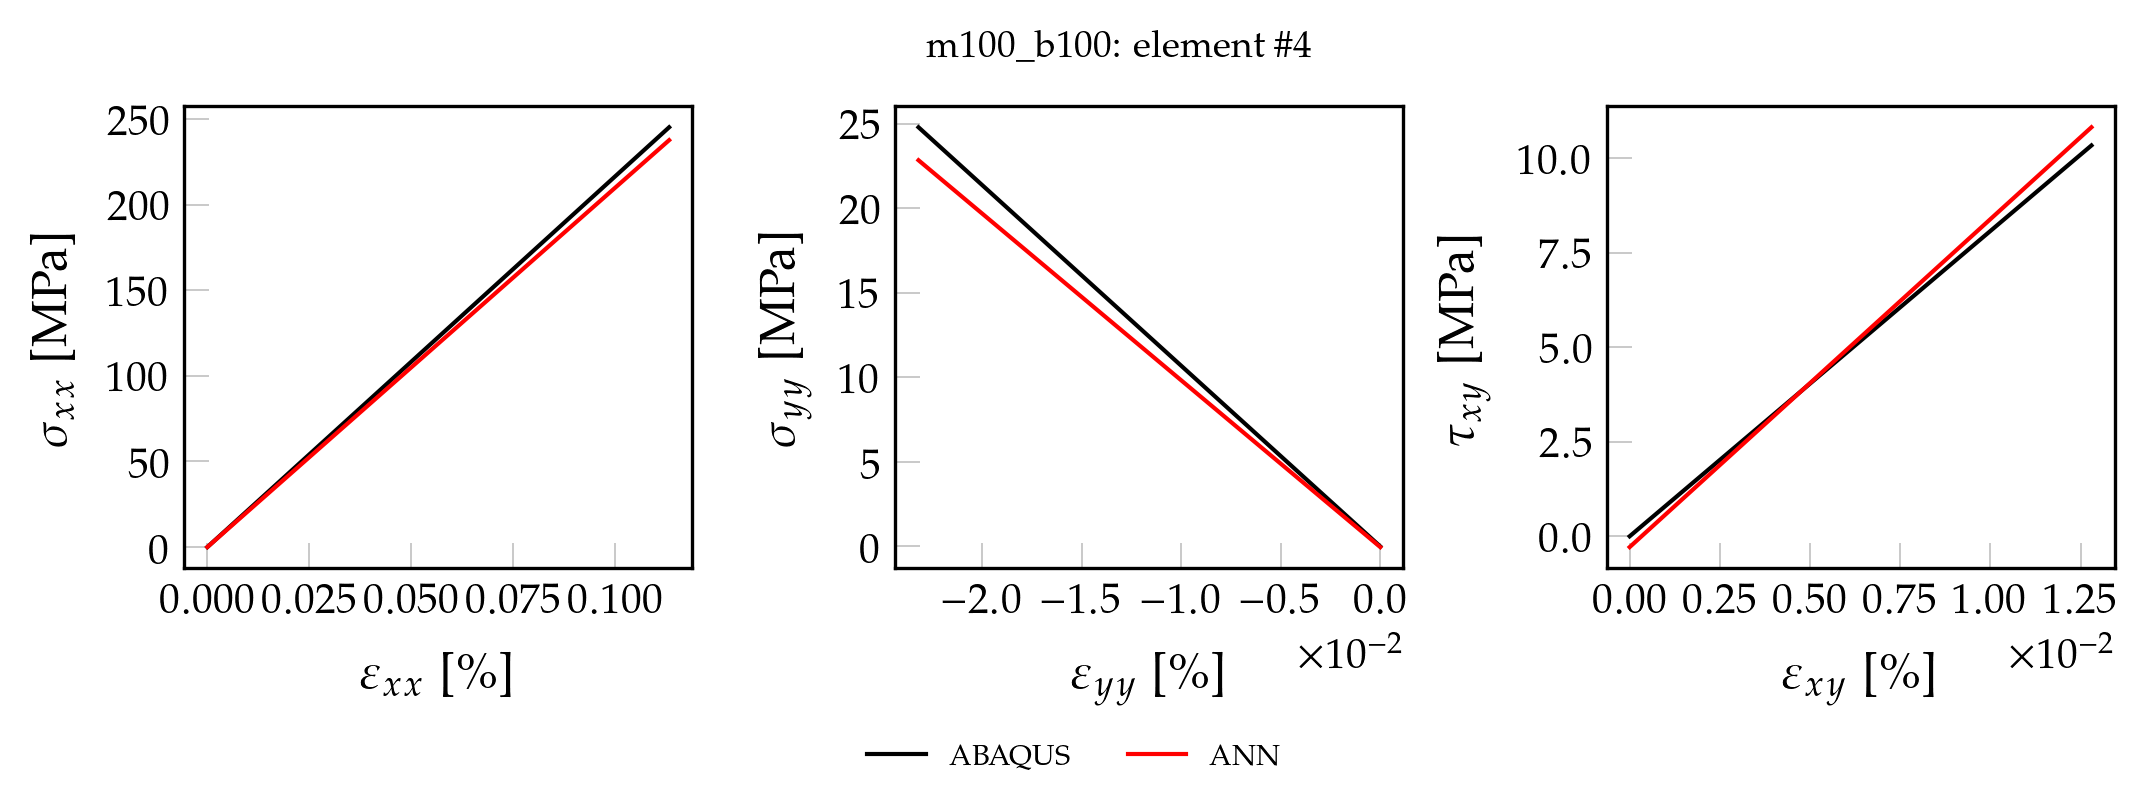 m100_b100: element #4
250
200
150
100
50
0
σxx [MPa]
0.000 0.025 0.050 0.075 0.100
εxx [%]
25
20
15
10
5
0
σyy [MPa]
−2.0 −1.5 −1.0 −0.5 0.0
×10−2
εyy [%]
10.0
7.5
5.0
2.5
0.0
τxy [MPa]
0.00 0.25 0.50 0.75 1.00 1.25
×10−2
εxy [%]
ABAQUS ANN